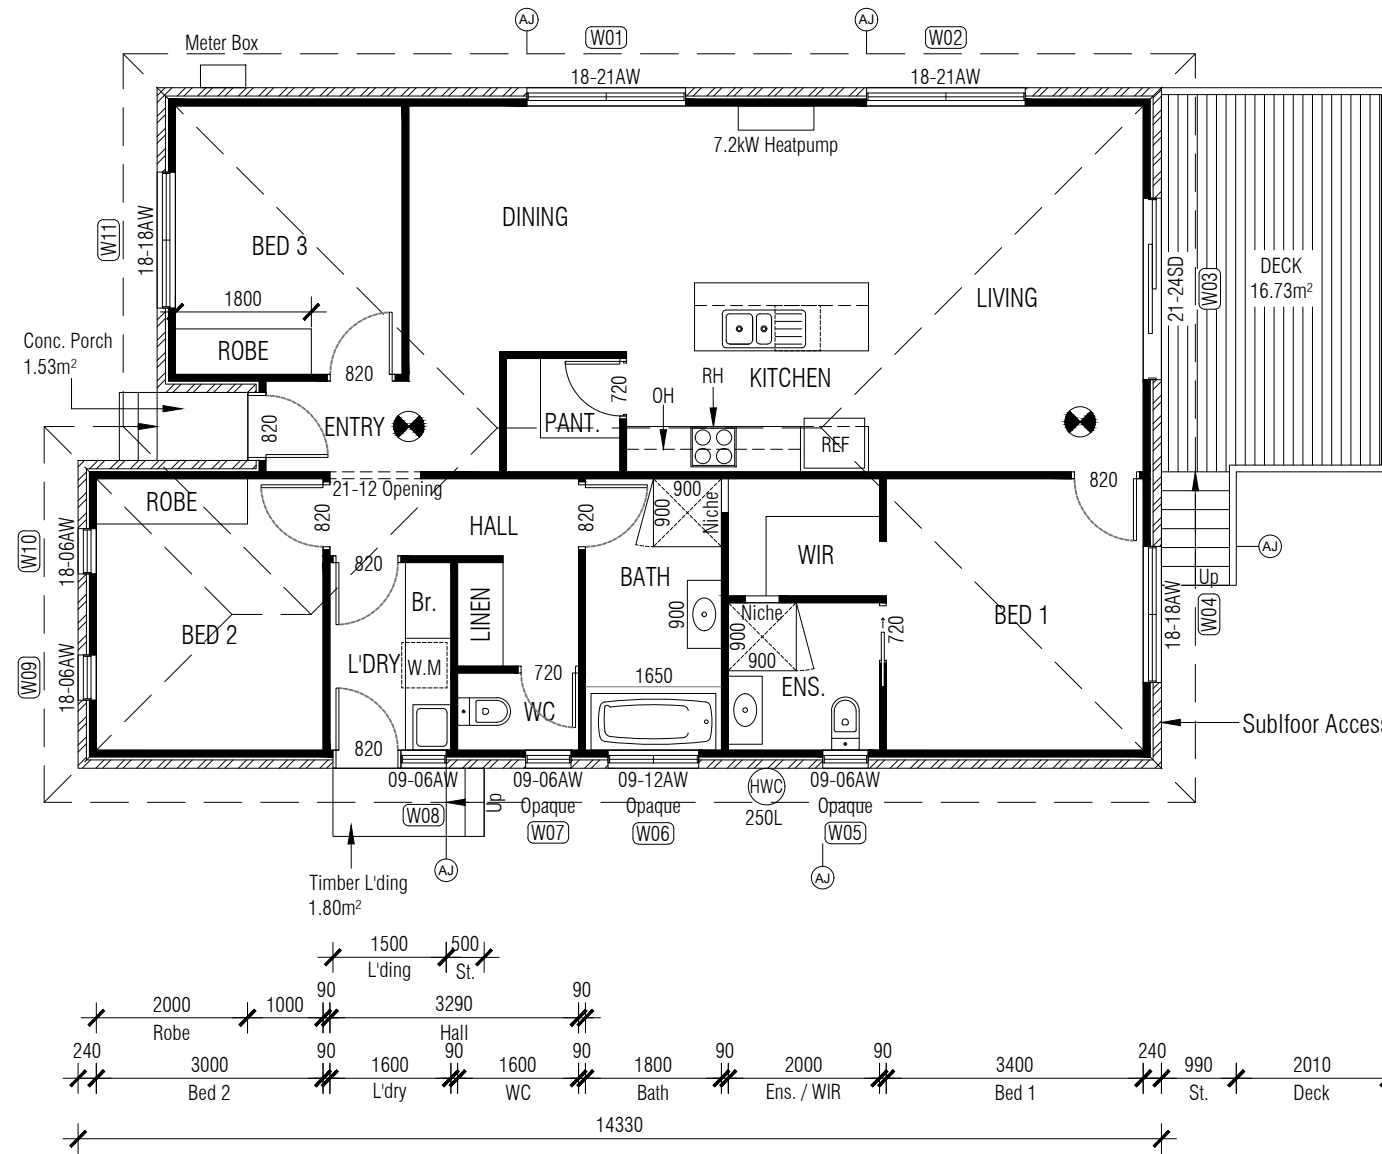 AJ
W01
AJ
W02
Meter Box
18-21AW
18-21AW
7.2kW Heatpump
DINING
W11
18-18AW
BED 3
LIVING
21-24SD
W03
DECK
16.73m²
1800
Conc. Porch
1.53m²
ROBE
820
KITCHEN
720
OH
RH
820
ENTRY
PANT.
REF
21-12 Opening
ROBE
820
HALL
820
900
900
Niche
820
W10
18-06AW
820
WIR
BATH
AJ
Up
W04
18-18AW
Br.
LINEN
BED 2
900
Niche
900
900
720
BED 1
W09
18-06AW
L'DRY
W.M
720
1650
ENS.
WC
Sublfoor Access
820
09-06AW
W08
Up
09-06AW
Opaque
W07
09-12AW
Opaque
W06
HWC
250L
09-06AW
Opaque
W05
AJ
AJ
Timber L'ding
1.80m²
1500
500
L'ding
St.
2000
1000
90
3290
90
Robe
Hall
240
3000
90
1600
90
1600
90
1800
90
2000
90
3400
240
990
2010
Bed 2
L'dry
WC
Bath
Ens. / WIR
Bed 1
St.
Deck
14330